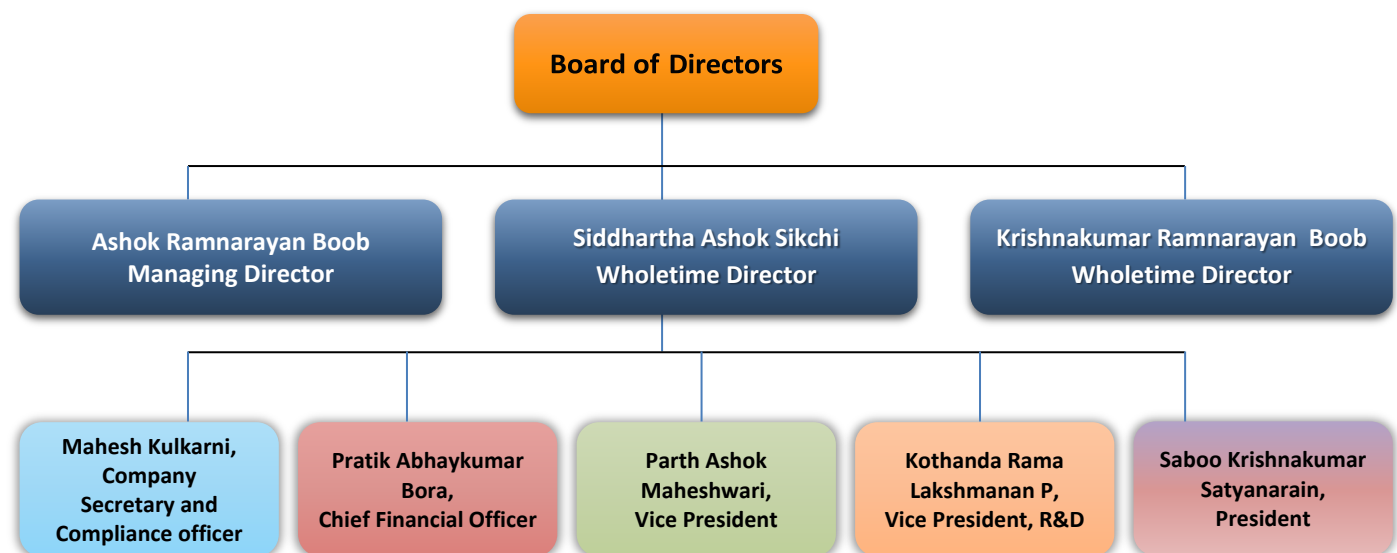 Board of Directors
Ashok Ramnarayan Boob
Managing Director
Siddhartha Ashok Sikchi
Wholetime Director
Krishnakumar Ramnarayan Boob
Wholetime Director
Mahesh Kulkarni,
Company
Secretary and
Compliance officer
Pratik Abhaykumar
Bora,
Chief Financial Officer
Parth Ashok
Maheshwari,
Vice President
Kothanda Rama
Lakshmanan P,
Vice President, R&D
Saboo Krishnakumar
Satyanarain,
President